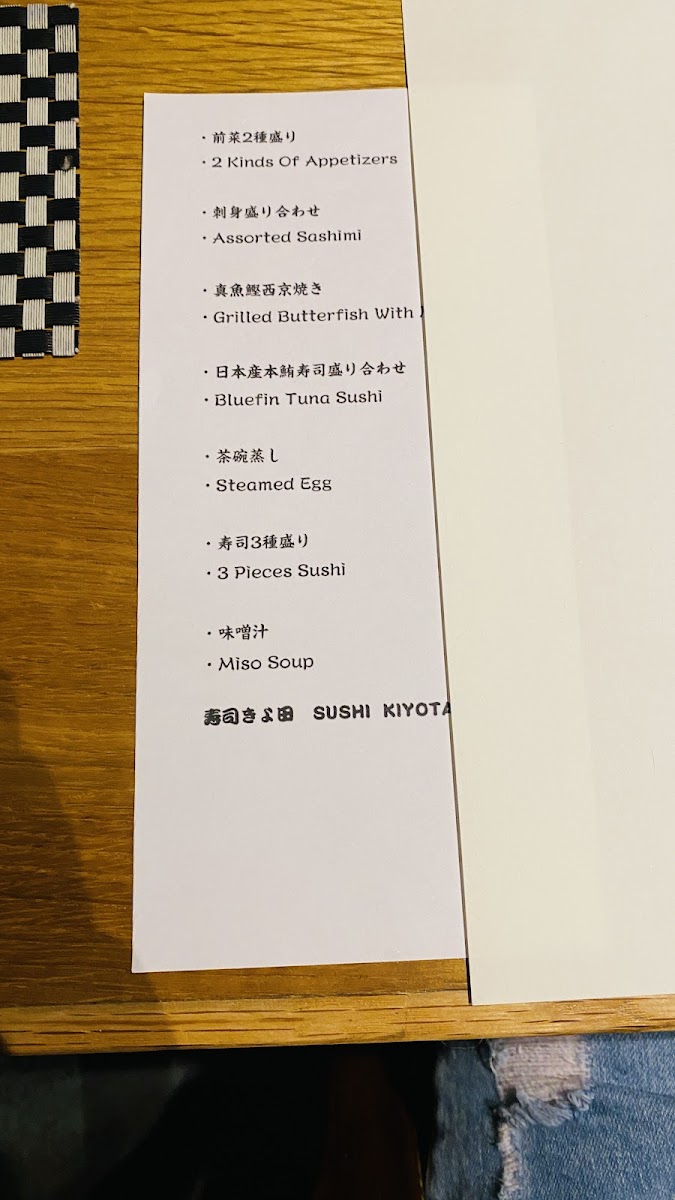 ・前菜2種盛り
・2 Kinds Of Appetizers
・刺身盛り合わせ
・Assorted Sashimi
・真魚鰹西京焼き
・Grilled Butterfish With
・日本産本鮪寿司盛り合わせ
・Bluefin Tuna Sushi
・茶碗蒸し
・Steamed Egg
・寿司3種盛り
・3 Pieces Sushi
・味噌汁
・Miso Soup
寿司きよ田 SUSHI KIYOTA